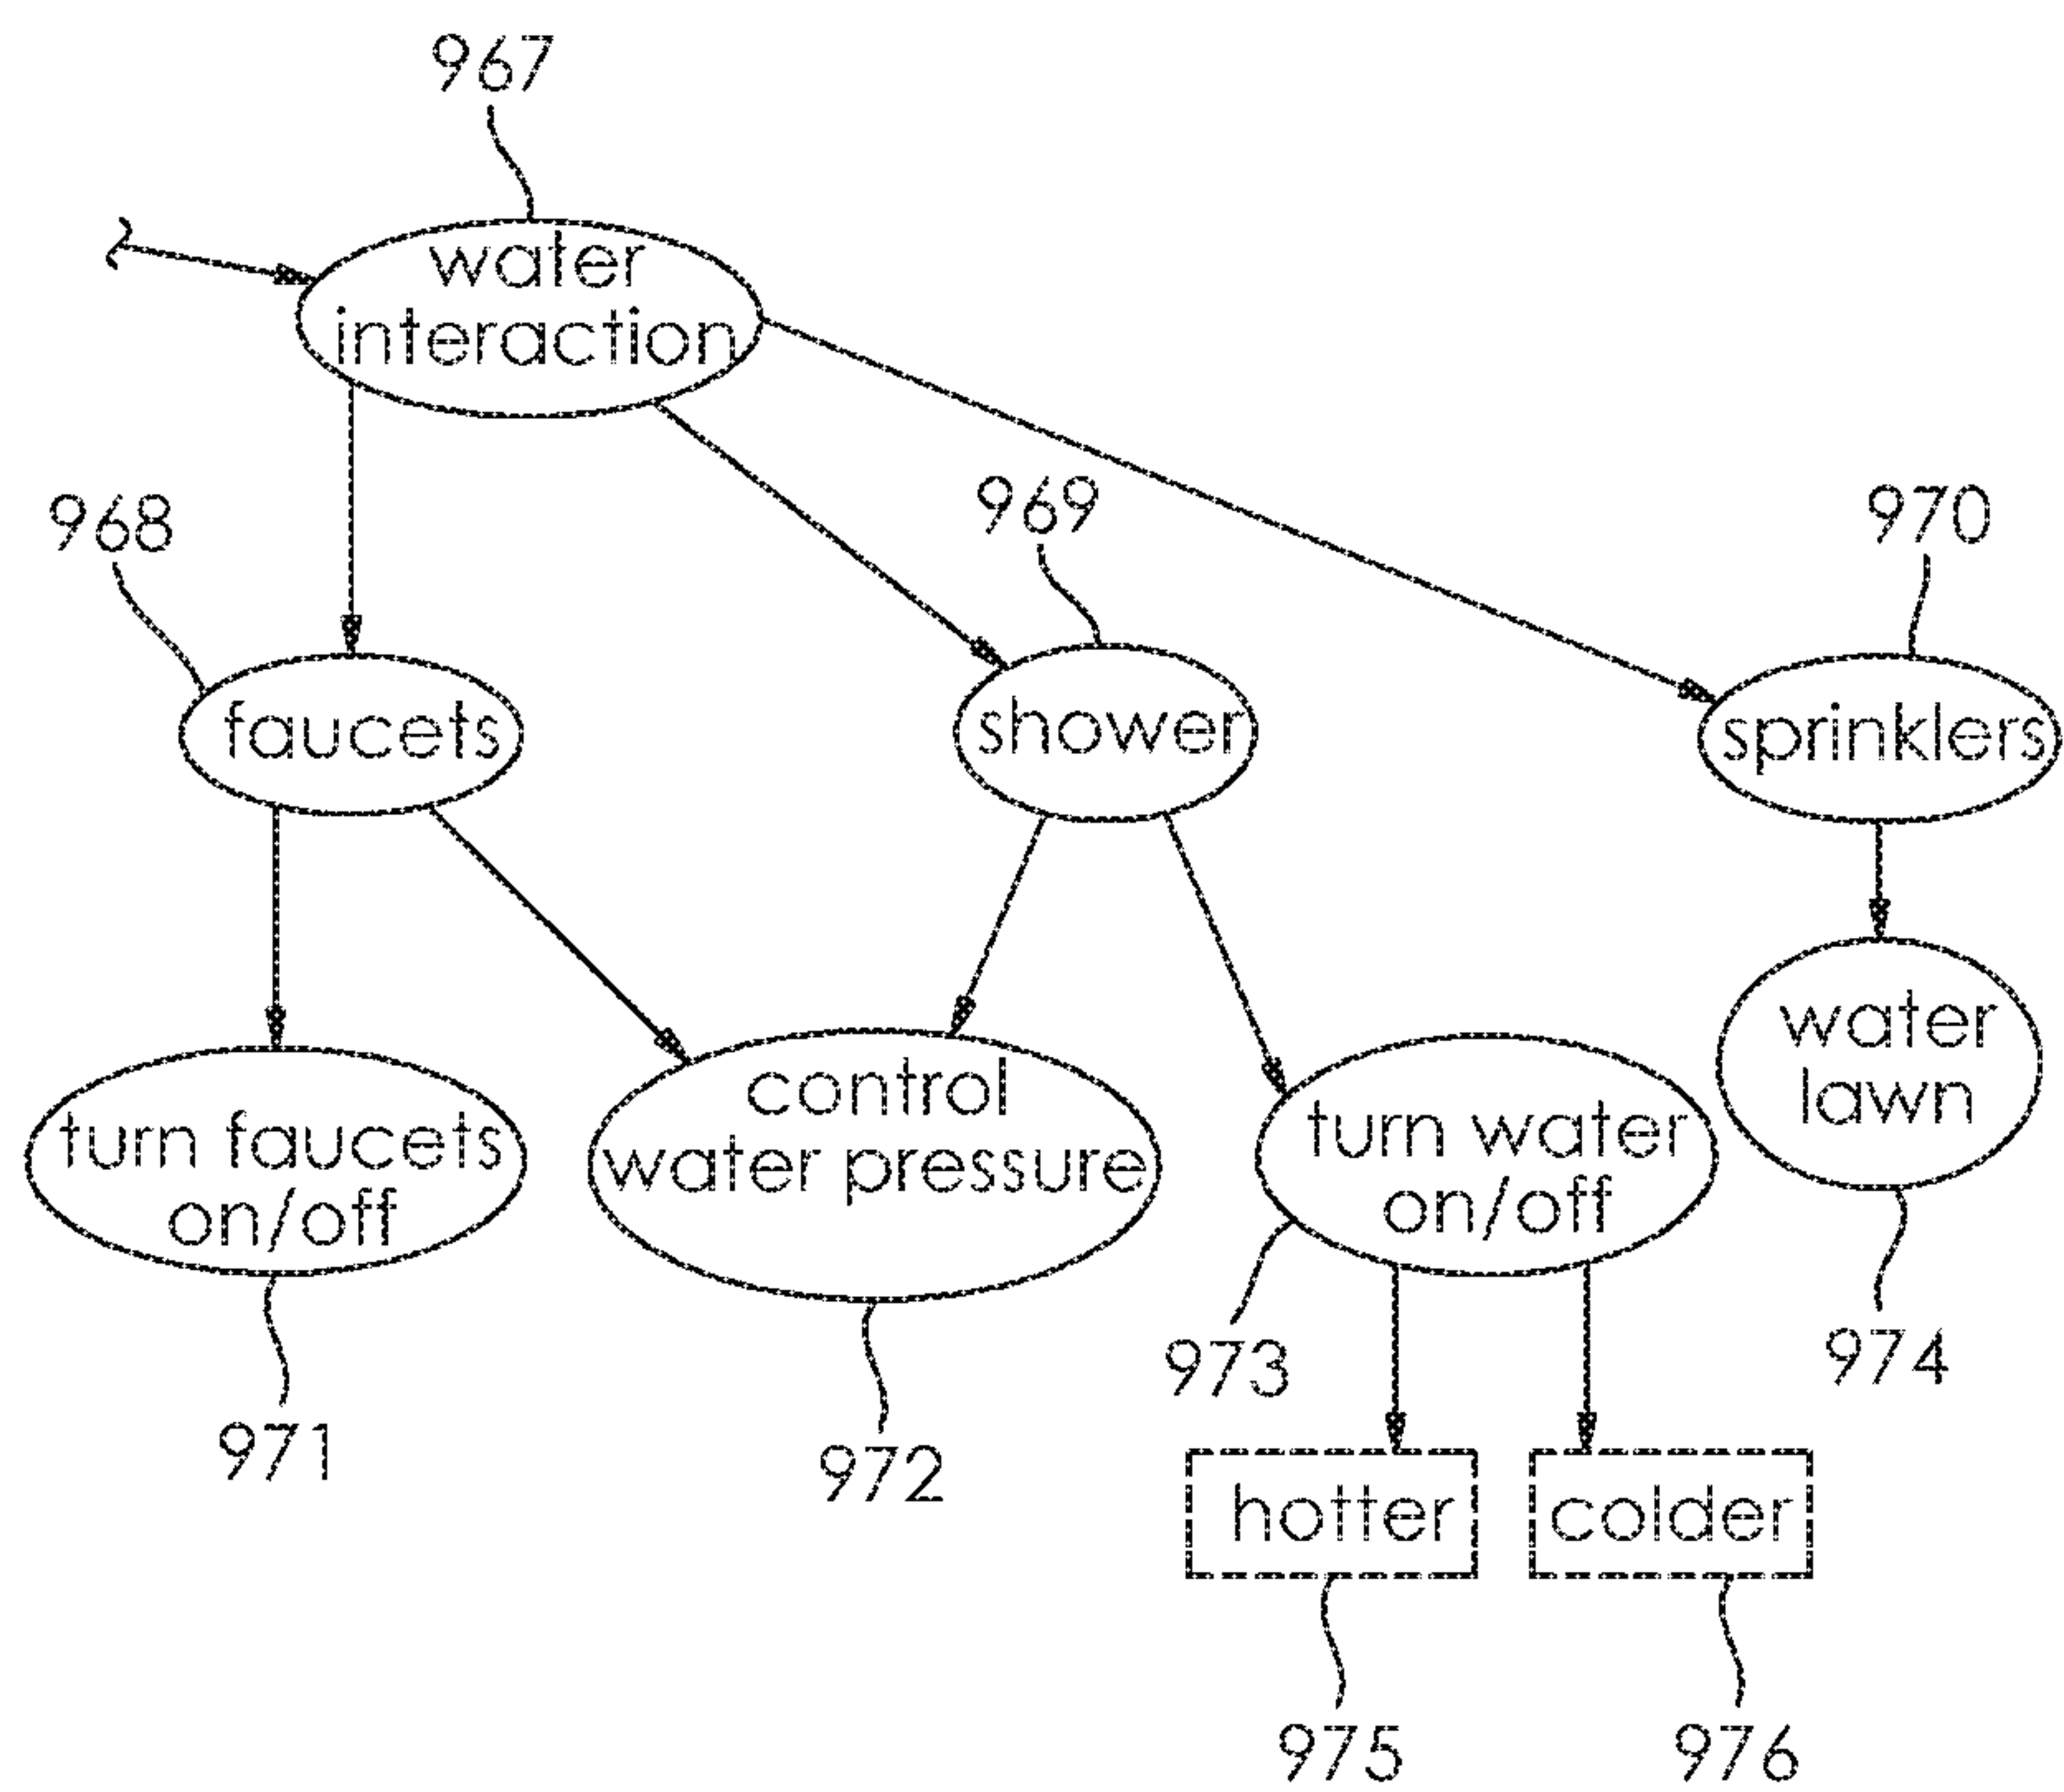 967
water
interaction
968
969
970
faucets
shower
sprinklers
turn faucets
on/off
control
water pressure
turn water
on/off
water
lawn
971
972
973
974
hotter
colder
975
976